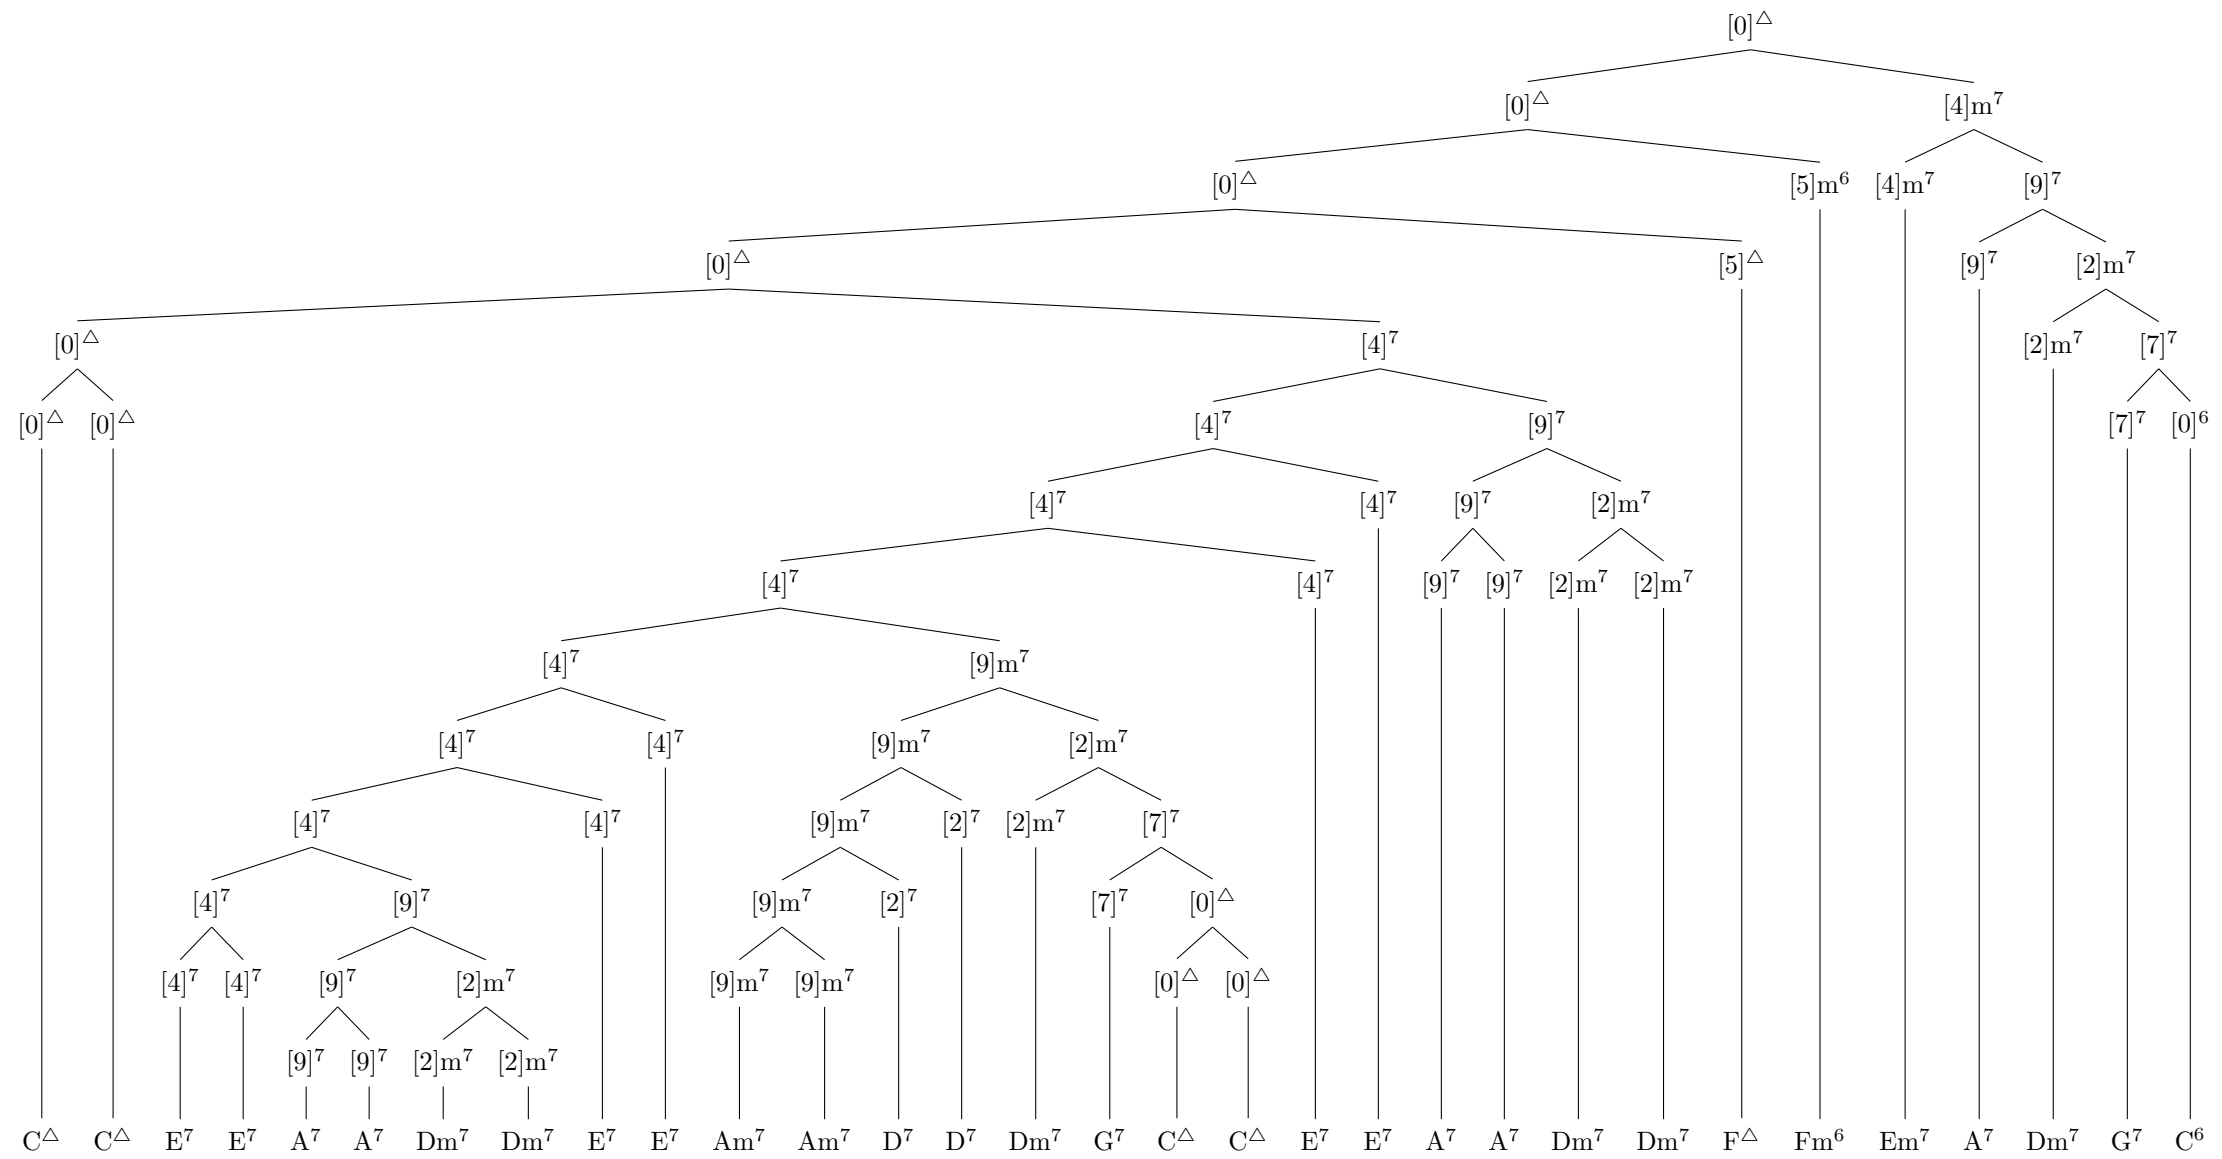 [0]△
[0]△ [4]m⁷
[0]△ [5]m⁶ [4]m⁷ [9]⁷
[0]△ [5]△ [9]⁷ [2]m⁷
[0]△ [4]⁷ [2]m⁷ [7]⁷
[0]△ [0]△ [4]⁷ [9]⁷ [7]⁷ [0]⁶
[4]⁷ [4]⁷ [9]⁷ [2]m⁷
[4]⁷ [4]⁷ [9]⁷ [9]⁷ [2]m⁷ [2]m⁷
[4]⁷ [9]m⁷
[4]⁷ [4]⁷ [9]m⁷ [2]m⁷
[4]⁷ [4]⁷ [9]m⁷ [2]⁷ [2]m⁷ [7]⁷
[4]⁷ [9]⁷ [9]m⁷ [2]⁷ [7]⁷ [0]△
[4]⁷ [4]⁷ [9]⁷ [2]m⁷ [9]m⁷ [9]m⁷ [0]△ [0]△
[9]⁷ [9]⁷ [2]m⁷ [2]m⁷
C△ C△ E⁷ E⁷ A⁷ A⁷ Dm⁷ Dm⁷ E⁷ E⁷ Am⁷ Am⁷ D⁷ D⁷ Dm⁷ G⁷ C△ C△ E⁷ E⁷ A⁷ A⁷ Dm⁷ Dm⁷ F△ Fm⁶ Em⁷ A⁷ Dm⁷ G⁷ C⁶